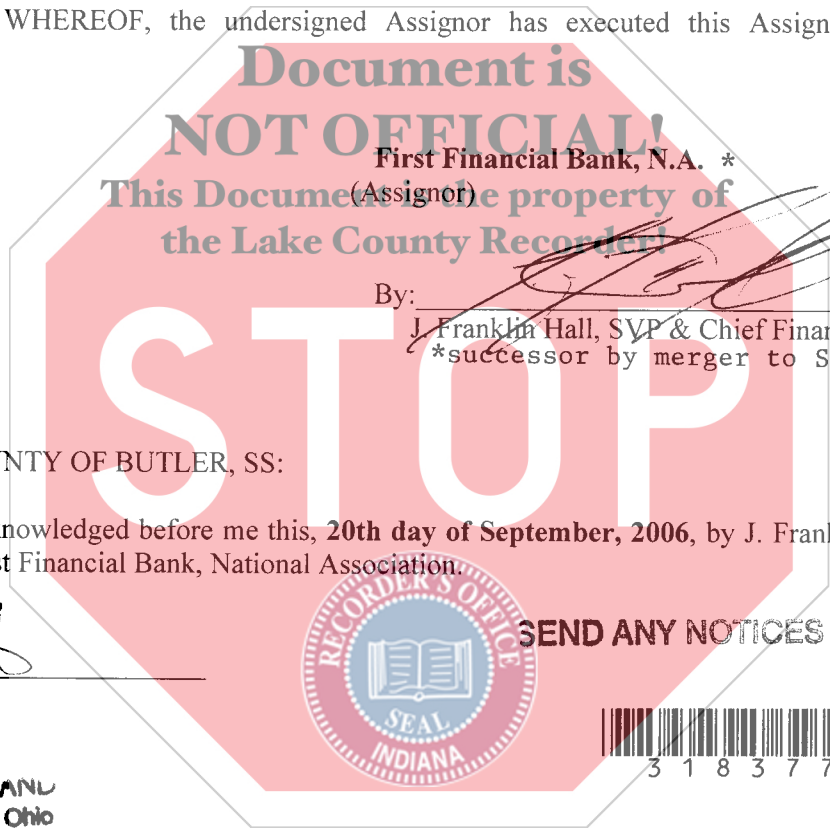 WHEREOF, the undersigned Assignor has executed this Assign
Document is
NOT OFFICIAL!
First Financial Bank, N.A. *
This Document is the property of
(Assignor)
the Lake County Recorder!
By:
J. Franklin Hall, SVP & Chief Finan
*successor by merger to S
STOP
NTY OF BUTLER, SS:
nowledged before me this, 20th day of September, 2006, by J. Frank
st Financial Bank, National Association.
RECORDER'S OFFICE
SEND ANY NOTICES
SEAL
INDIANA
3 1 8 3 7 7
Ohio